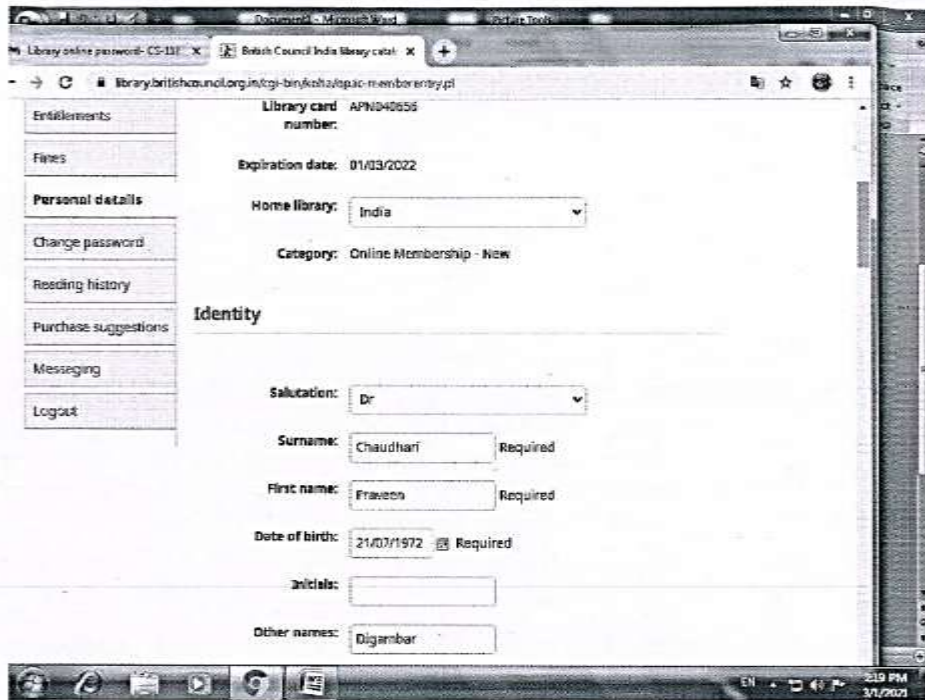 Document1 - Microsoft Word Picture Tools
Library online password- CS-118 × British Council India library catal × +
library.britishcouncil.org.in/cgi-bin/koha/opac-memberentry.pl
Entitlements
Fines
Personal details
Change password
Reading history
Purchase suggestions
Messaging
Logout
Library card number: APN040656
Expiration date: 01/03/2022
Home library: India
Category: Online Membership - New
Identity
Salutation: Dr
Surname: Chaudhari Required
First name: Praveen Required
Date of birth: 21/07/1972 Required
Initials:
Other names: Digambar
EN 2:19 PM
3/1/2021